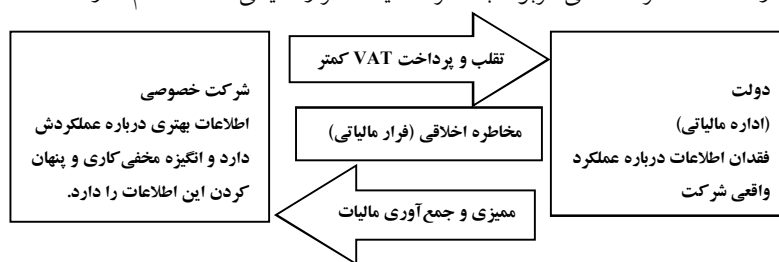 دولت
(اداره مالیاتی)
فقدان اطلاعات درباره عملکرد
واقعی شرکت
تقلب و پرداخت VAT کمتر
مخاطره اخلاقی (فرار مالیاتی)
ممیزی و جمع‌آوری مالیات
شرکت خصوصی
اطلاعات بهتری درباره عملکردش
دارد و انگیزه مخفی‌کاری و پنهان
کردن این اطلاعات را دارد.